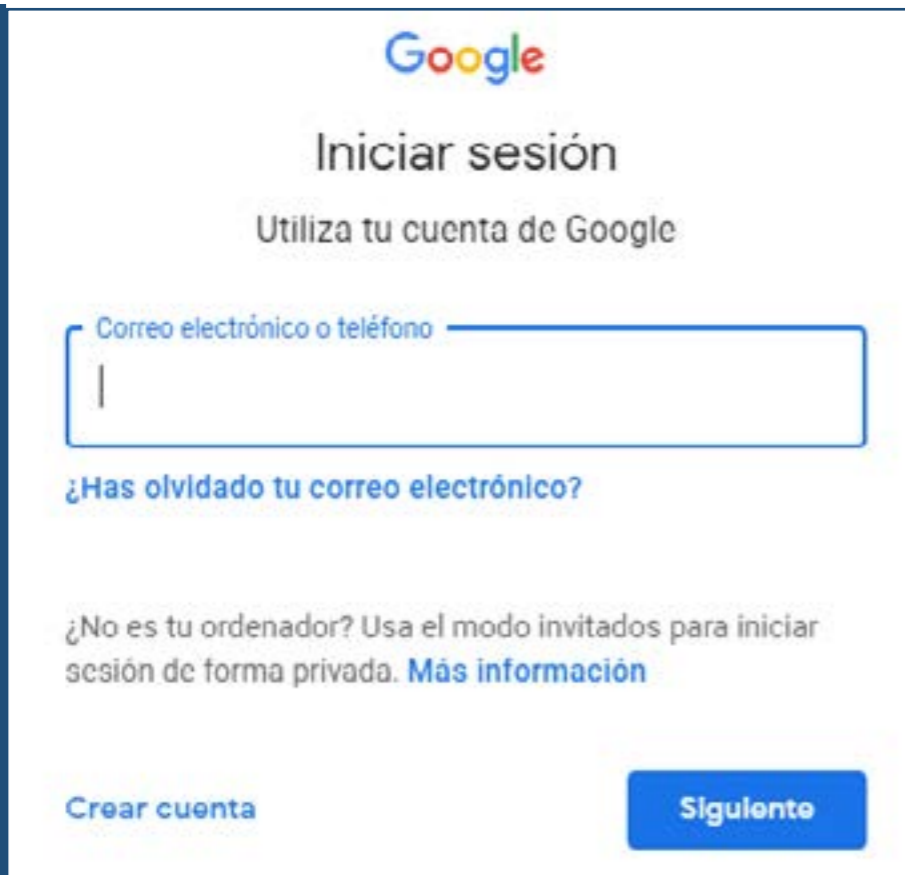 Google
Iniciar sesión
Utiliza tu cuenta de Google
Correo electrónico o teléfono
¿Has olvidado tu correo electrónico?
¿No es tu ordenador? Usa el modo invitados para iniciar
sesión de forma privada. Más información
Crear cuenta
Siguiente